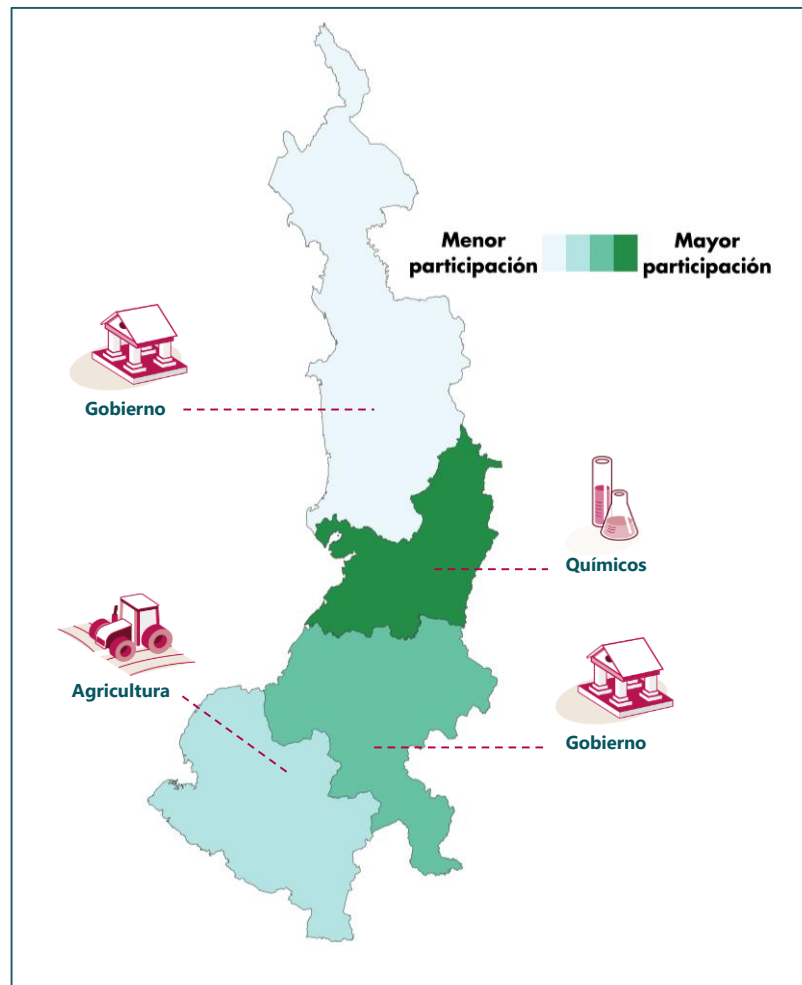 Menor
participación
Mayor
participación
Gobierno
Químicos
Agricultura
Gobierno